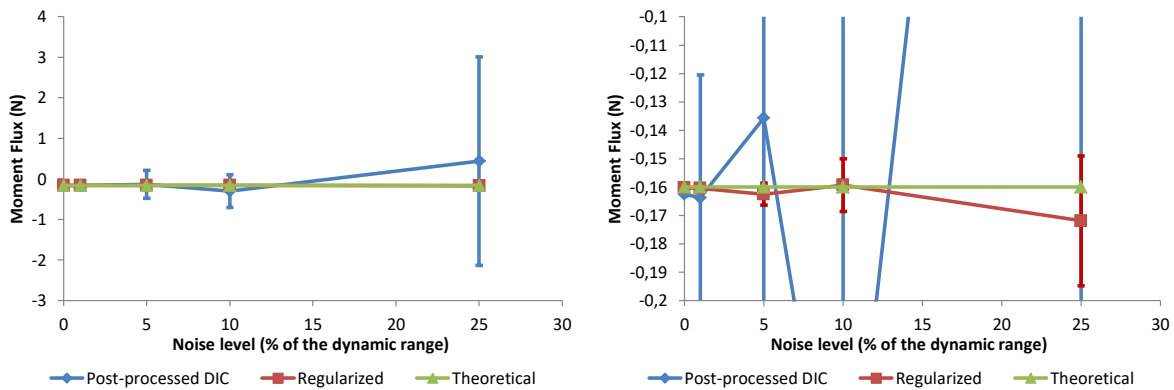 4
3
2
1
0
-1
-2
-3
Moment Flux (N)
0 5 10 15 20 25 30
Noise level (% of the dynamic range)
Post-processed DIC Regularized Theoretical
-0,1
-0,11
-0,12
-0,13
-0,14
-0,15
-0,16
-0,17
-0,18
-0,19
-0,2
Moment Flux (N)
0 5 10 15 20 25 30
Noise level (% of the dynamic range)
Post-processed DIC Regularized Theoretical